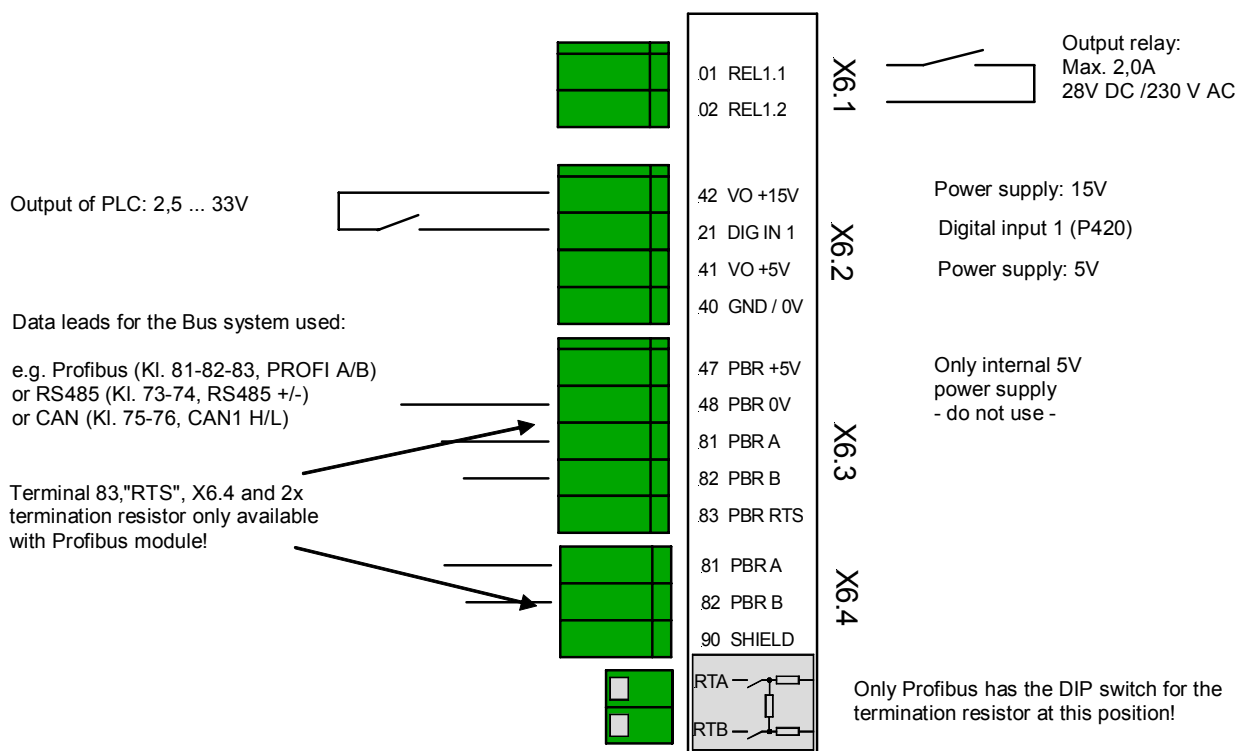 01 REL1.1
02 REL1.2
X6.1
Output relay:
Max. 2,0A
28V DC /230 V AC
Output of PLC: 2,5 ... 33V
42 VO +15V
21 DIG IN 1
41 VO +5V
40 GND / 0V
X6.2
Power supply: 15V
Digital input 1 (P420)
Power supply: 5V
Data leads for the Bus system used:
e.g. Profibus (Kl. 81-82-83, PROFI A/B)
or RS485 (Kl. 73-74, RS485 +/-)
or CAN (Kl. 75-76, CAN1 H/L)
47 PBR +5V
48 PBR 0V
81 PBR A
82 PBR B
83 PBR RTS
X6.3
Only internal 5V
power supply
- do not use -
Terminal 83,"RTS", X6.4 and 2x
termination resistor only available
with Profibus module!
81 PBR A
82 PBR B
90 SHIELD
X6.4
RTA
RTB
Only Profibus has the DIP switch for the
termination resistor at this position!